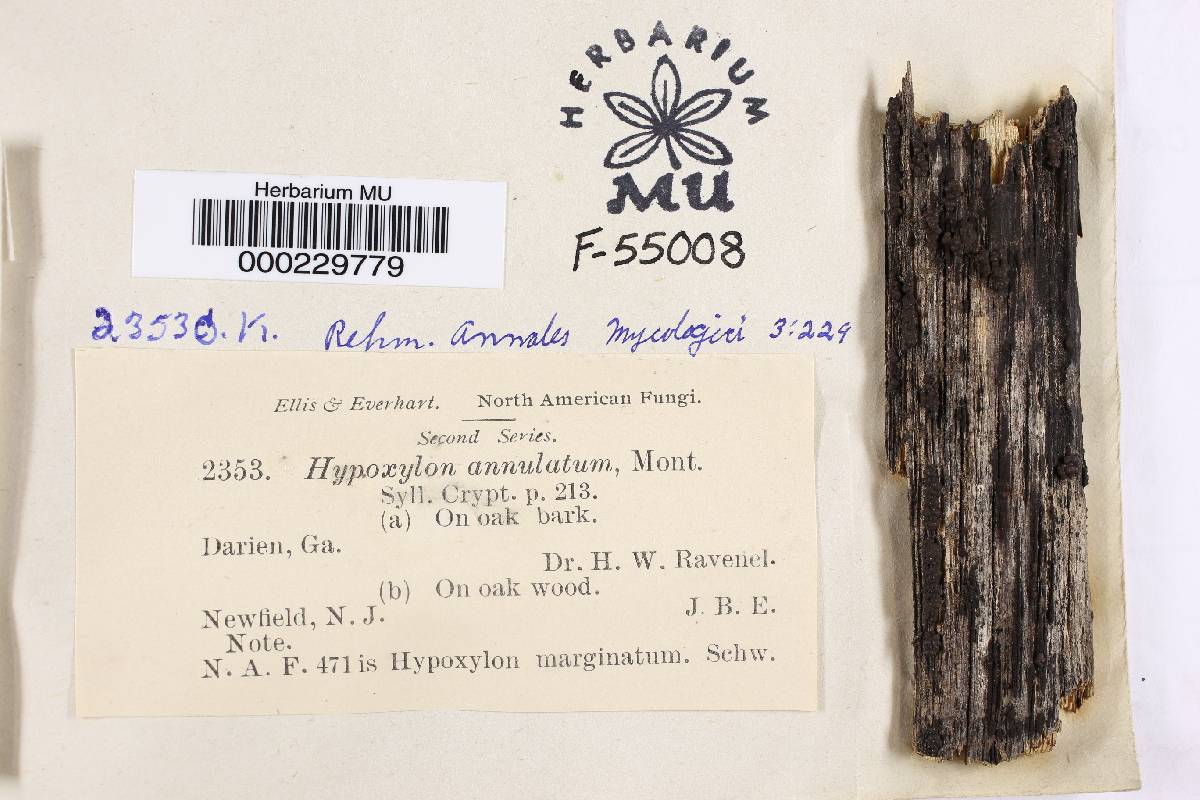 HERBARIUM
MU
F-55008
Herbarium MU
000229779
Rehm. Annales Mycologici 3:229
Ellis & Everhart. North American Fungi.
Second Series.
2353. Hypoxylon annulatum, Mont.
Syll. Crypt. p. 213.
(a) On oak bark.
Darien, Ga.
Dr. H. W. Ravenel.
(b) On oak wood.
Newfield, N. J.
J. B. E.
Note.
N. A. F. 471 is Hypoxylon marginatum. Schw.